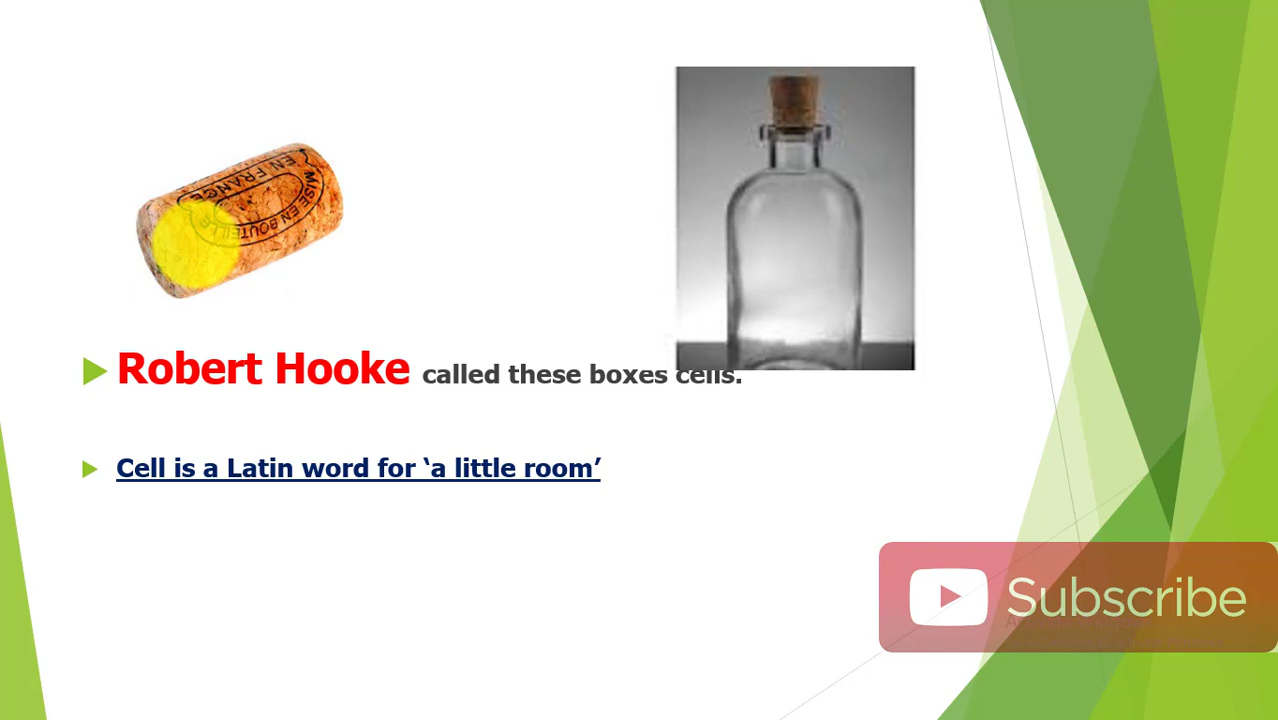 EN FRANCE
MISE EN BOUTEILLE
Robert Hooke called these boxes cells.
Cell is a Latin word for ‘a little room’
Subscribe